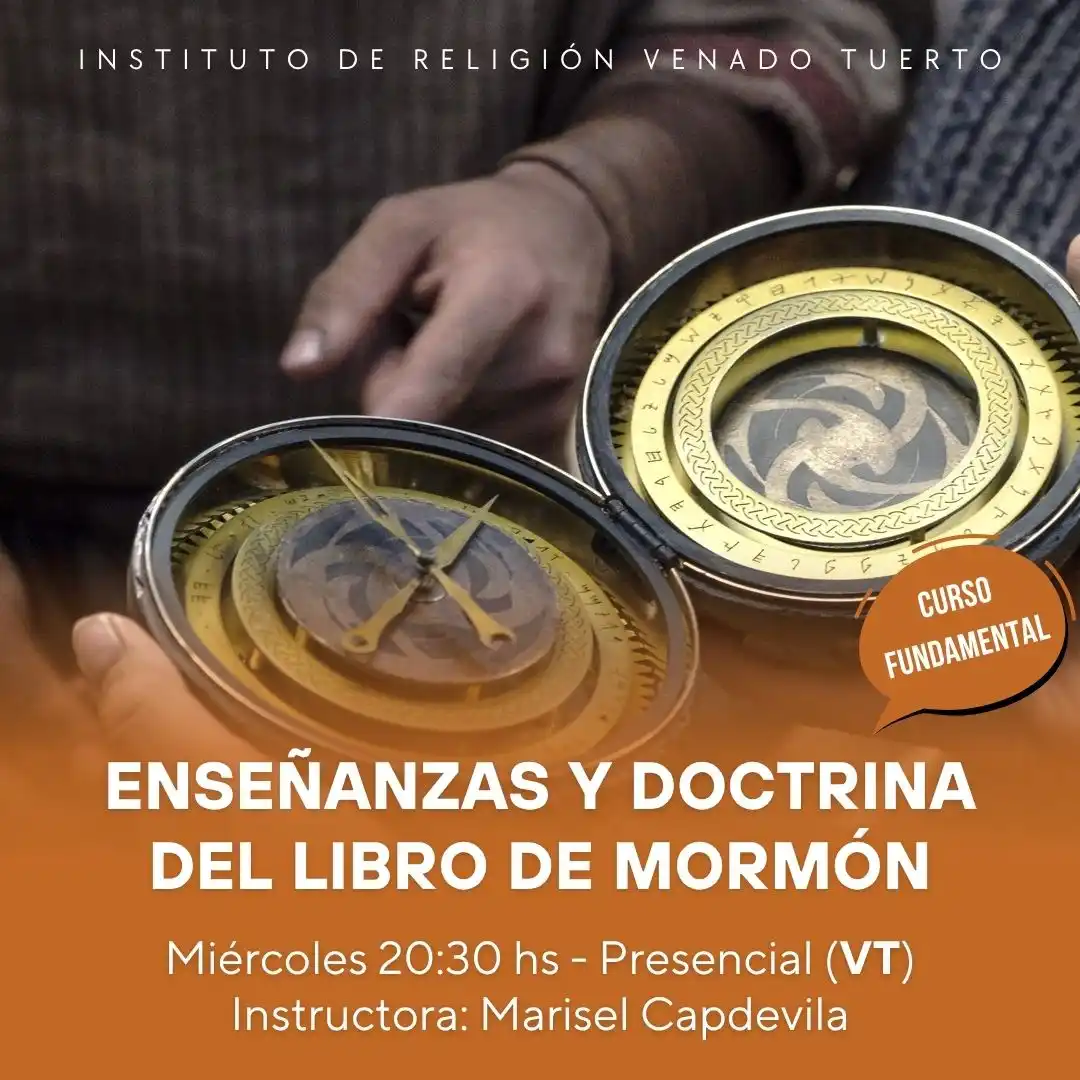 INSTITUTO DE RELIGIÓN VENADO TUERTO
CURSO
FUNDAMENTAL
ENSEÑANZAS Y DOCTRINA
DEL LIBRO DE MORMÓN
Miércoles 20:30 hs - Presencial (VT)
Instructora: Marisel Capdevila